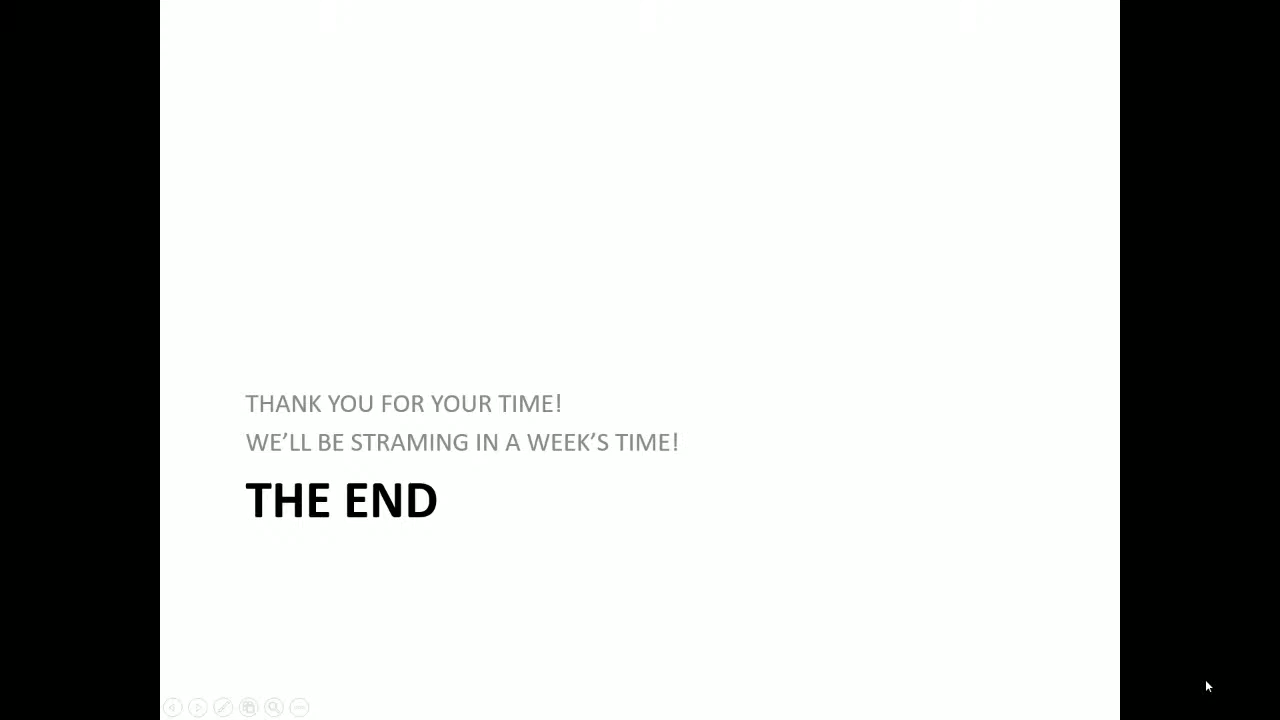 THANK YOU FOR YOUR TIME!
WE’LL BE STRAMING IN A WEEK’S TIME!
THE END